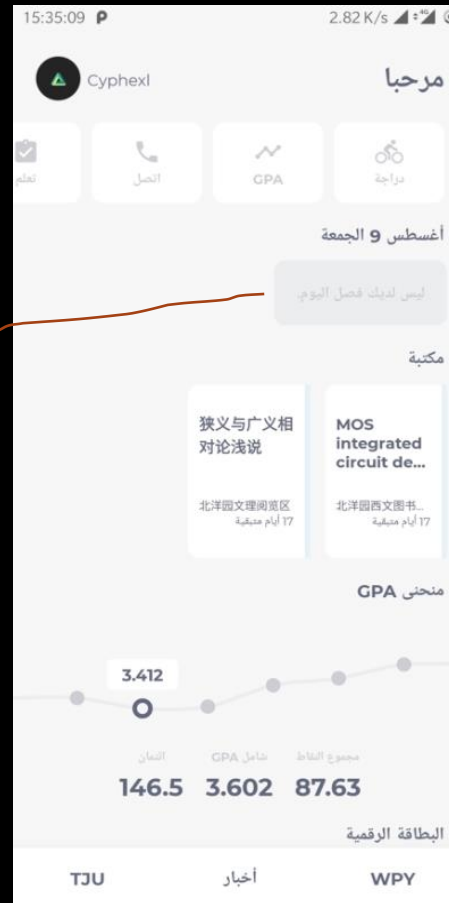 15:35:09 P 2.82 K/s 4G
مرحبا
Cyphexl
دراجة
GPA
اتصل
تعلم
أغسطس 9 الجمعة
ليس لديك فصل اليوم.
مكتبة
MOS
integrated
circuit de...
北洋园西文图书...
17 أيام متبقية
狭义与广义相
对论浅说
北洋园文理阅览区
17 أيام متبقية
منحنى GPA
3.412
مجموع النقاط
87.63
شامل GPA
3.602
الثمان
146.5
البطاقة الرقمية
WPY
أخبار
TJU